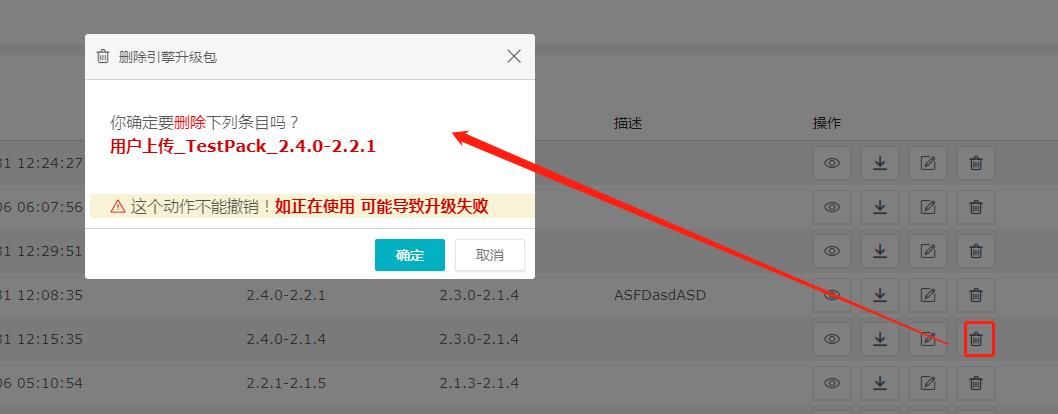 删除引擎升级包
你确定要删除下列条目吗？
用户上传_TestPack_2.4.0-2.2.1
这个动作不能撤销！如正在使用 可能导致升级失败
确定 取消
描述 操作
31 12:24:27
06 06:07:56
31 12:29:51
31 12:08:35 2.4.0-2.2.1 2.3.0-2.1.4 ASFDasdASD
31 12:15:35 2.4.0-2.1.4 2.3.0-2.1.4
06 05:10:54 2.2.1-2.1.5 2.1.3-2.1.4